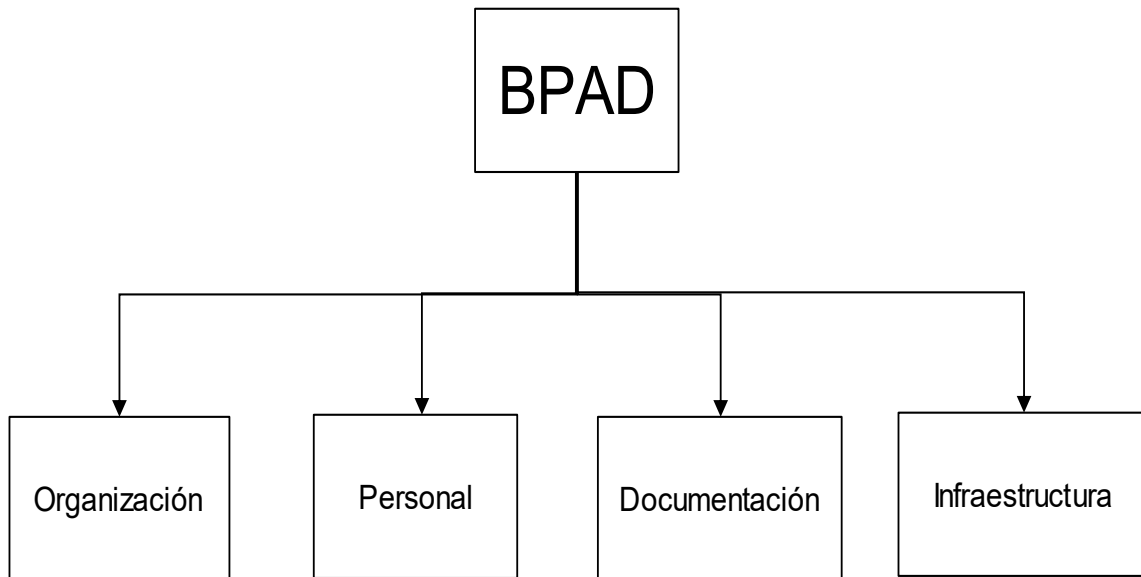 BPAD
Organización
Personal
Documentación
Infraestructura